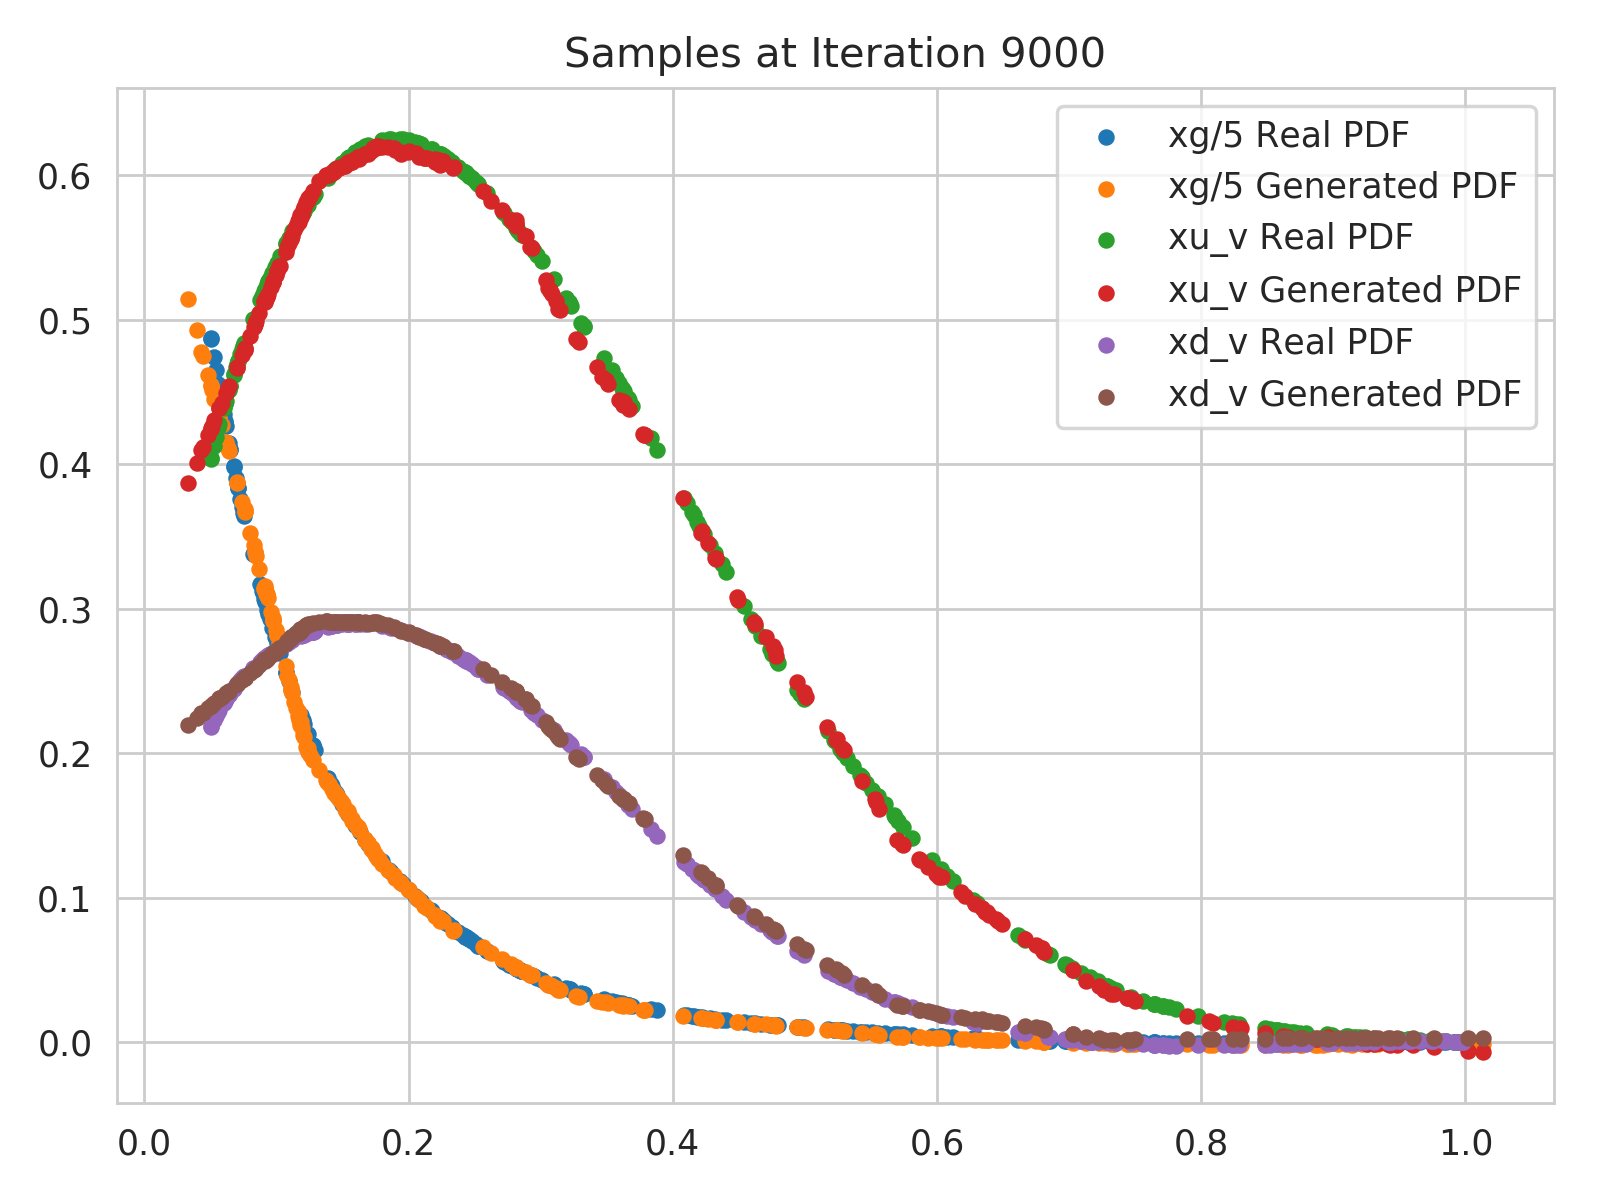 Samples at Iteration 9000
xg/5 Real PDF
xg/5 Generated PDF
xu_v Real PDF
xu_v Generated PDF
xd_v Real PDF
xd_v Generated PDF
0.6
0.5
0.4
0.3
0.2
0.1
0.0
0.0 0.2 0.4 0.6 0.8 1.0